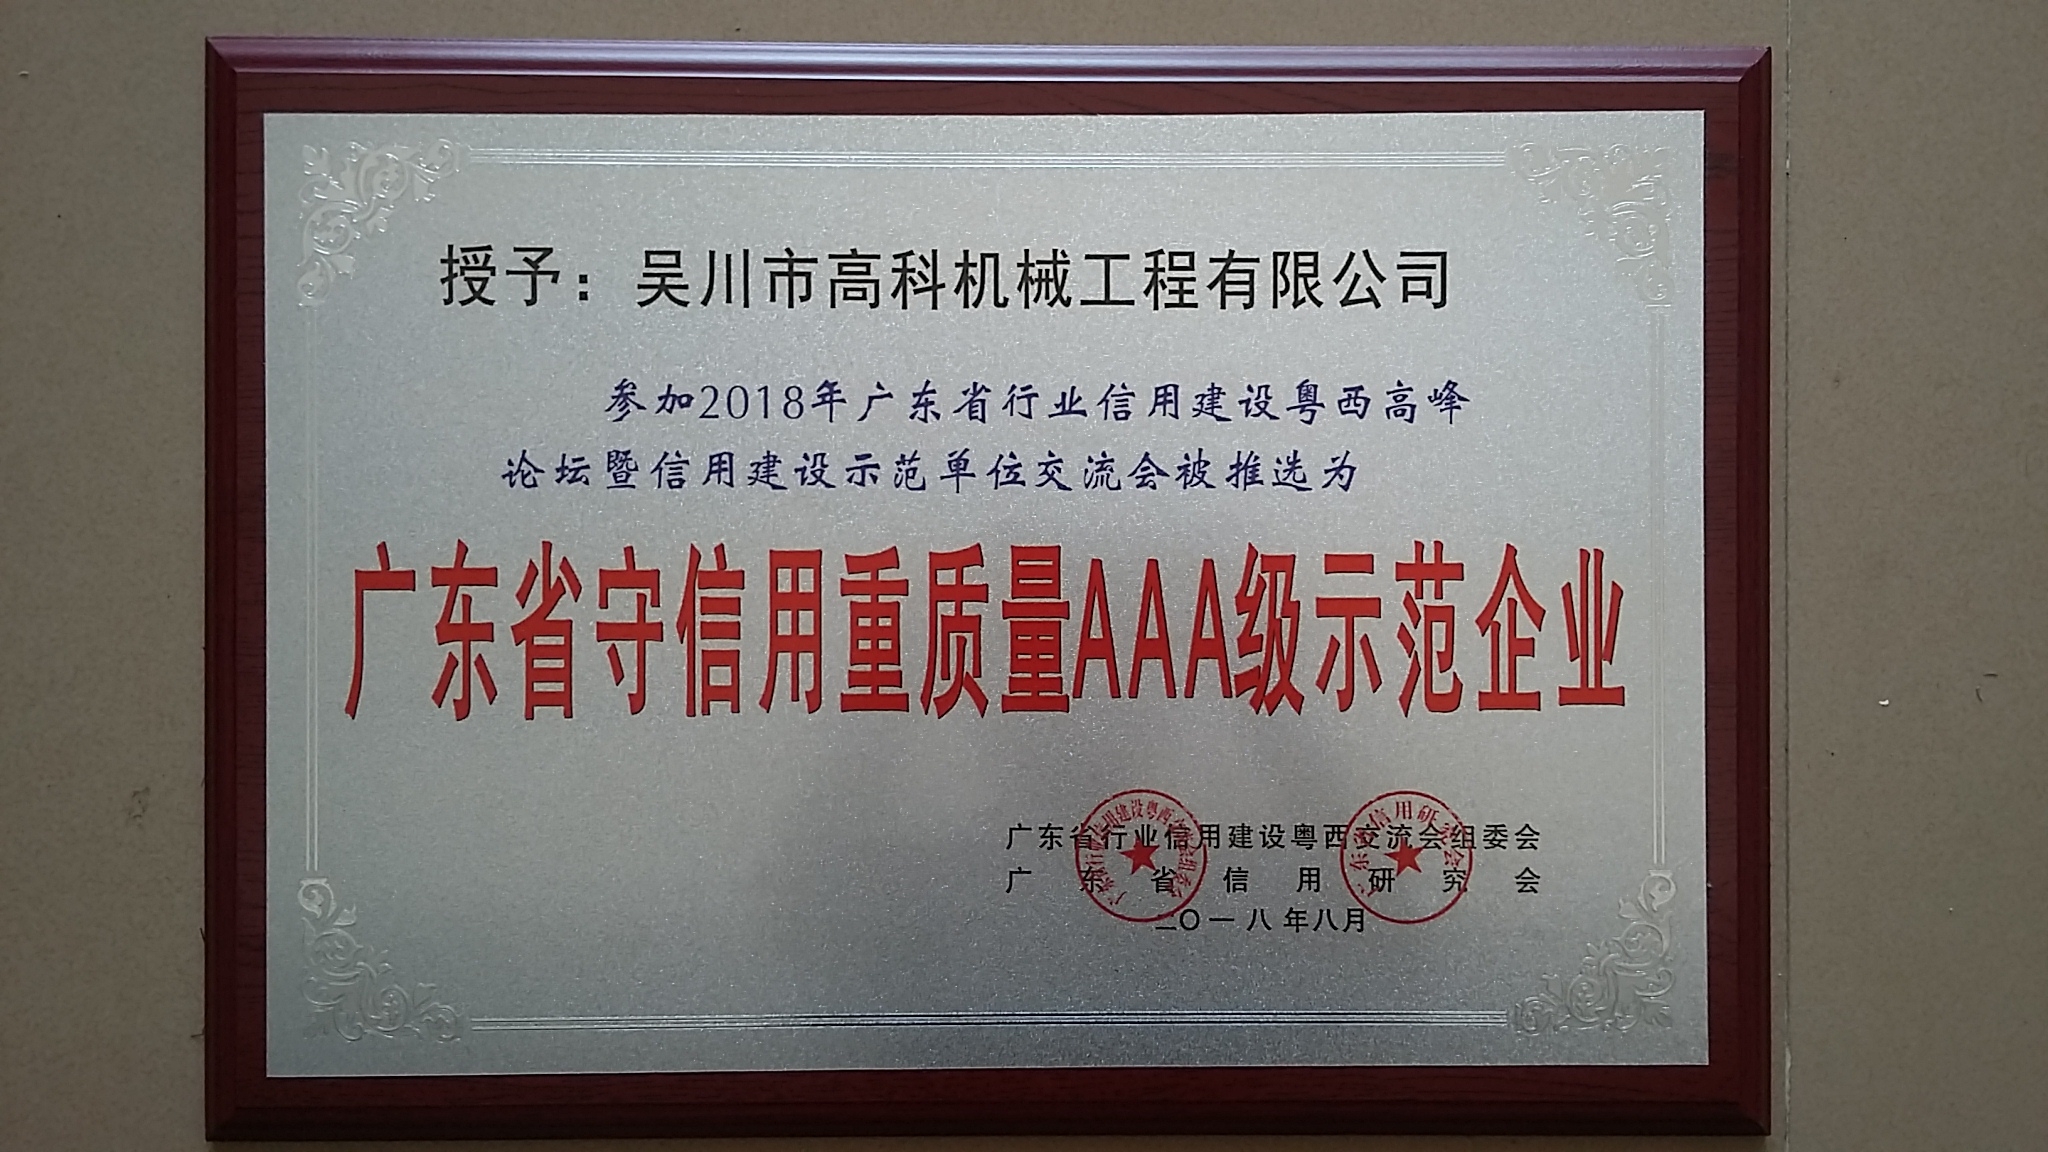 授予：吴川市高科机械工程有限公司
参加2018年广东省行业信用建设粤西高峰
论坛暨信用建设示范单位交流会被推选为
广东省守信用重质量AAA级示范企业
广东省行业信用建设粤西交流会组委会
广东省信用研究会
二〇一八年八月